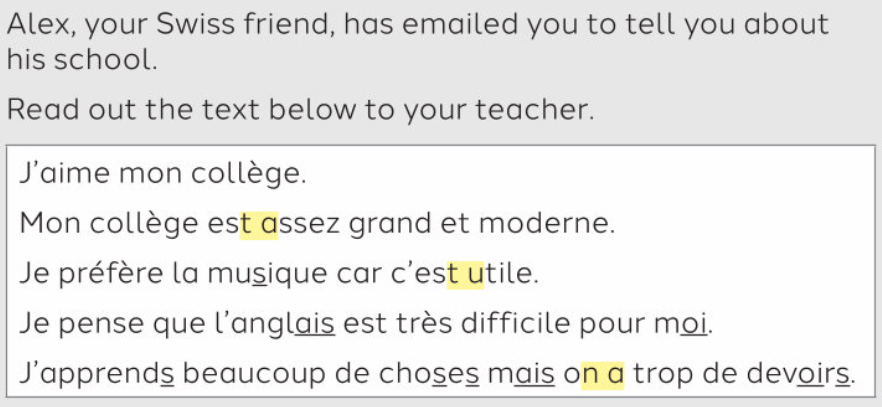 Alex, your Swiss friend, has emailed you to tell you about
his school.
Read out the text below to your teacher.
J'aime mon collège.
Mon collège est assez grand et moderne.
Je préfère la musique car c'est utile.
Je pense que l'anglais est très difficile pour moi.
J'apprends beaucoup de choses mais on a trop de devoirs.